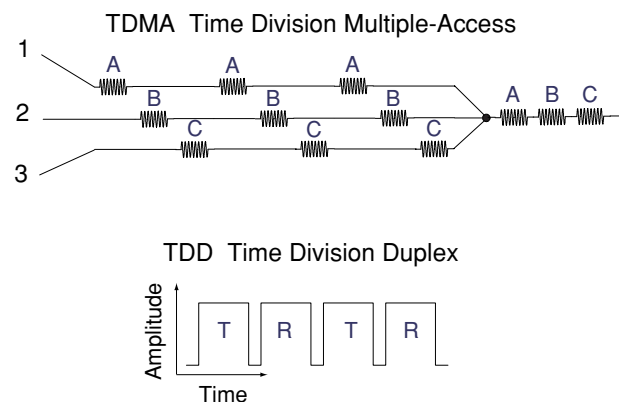 TDMA Time Division Multiple-Access
1 A A A
2 B B B A B C
3 C C C
TDD Time Division Duplex
Amplitude
T R T R
Time